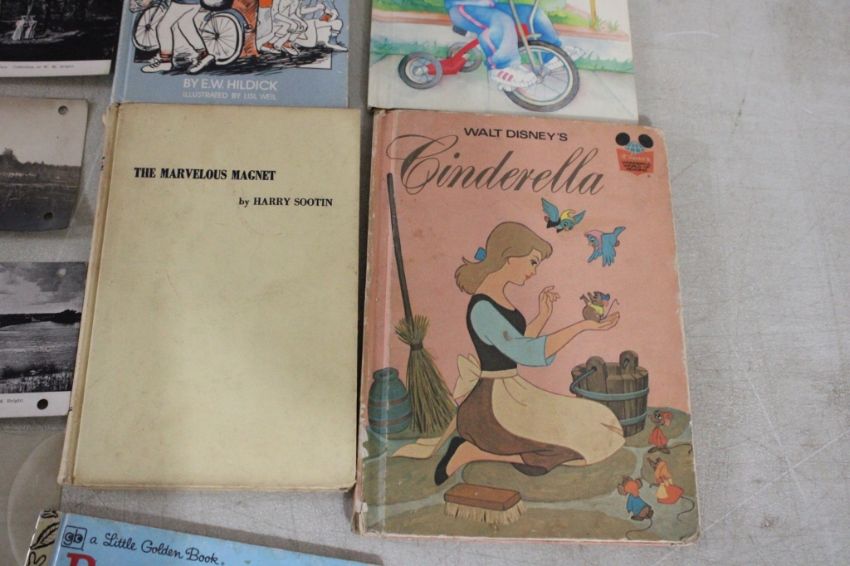 BY E.W. HILDICK
ILLUSTRATED BY LISL WEIL
THE MARVELOUS MAGNET
by HARRY SOOTIN
WALT DISNEY'S
Cinderella
a Little Golden Book